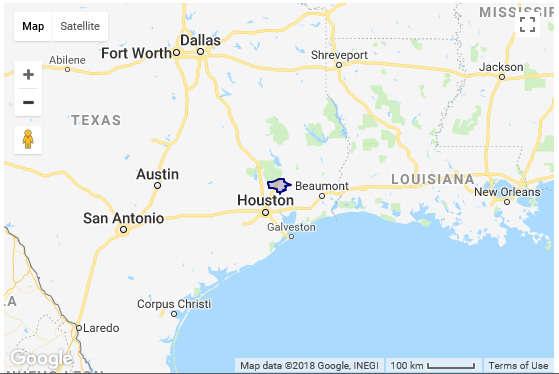 Map Satellite
MISSISSIPPI
Dallas
Abilene
Fort Worth
Shreveport
Jackson
TEXAS
Austin
Beaumont
LOUISIANA
New Orleans
Houston
San Antonio
Galveston
Corpus Christi
Laredo
Google
Map data ©2018 Google, INEGI 100 km Terms of Use